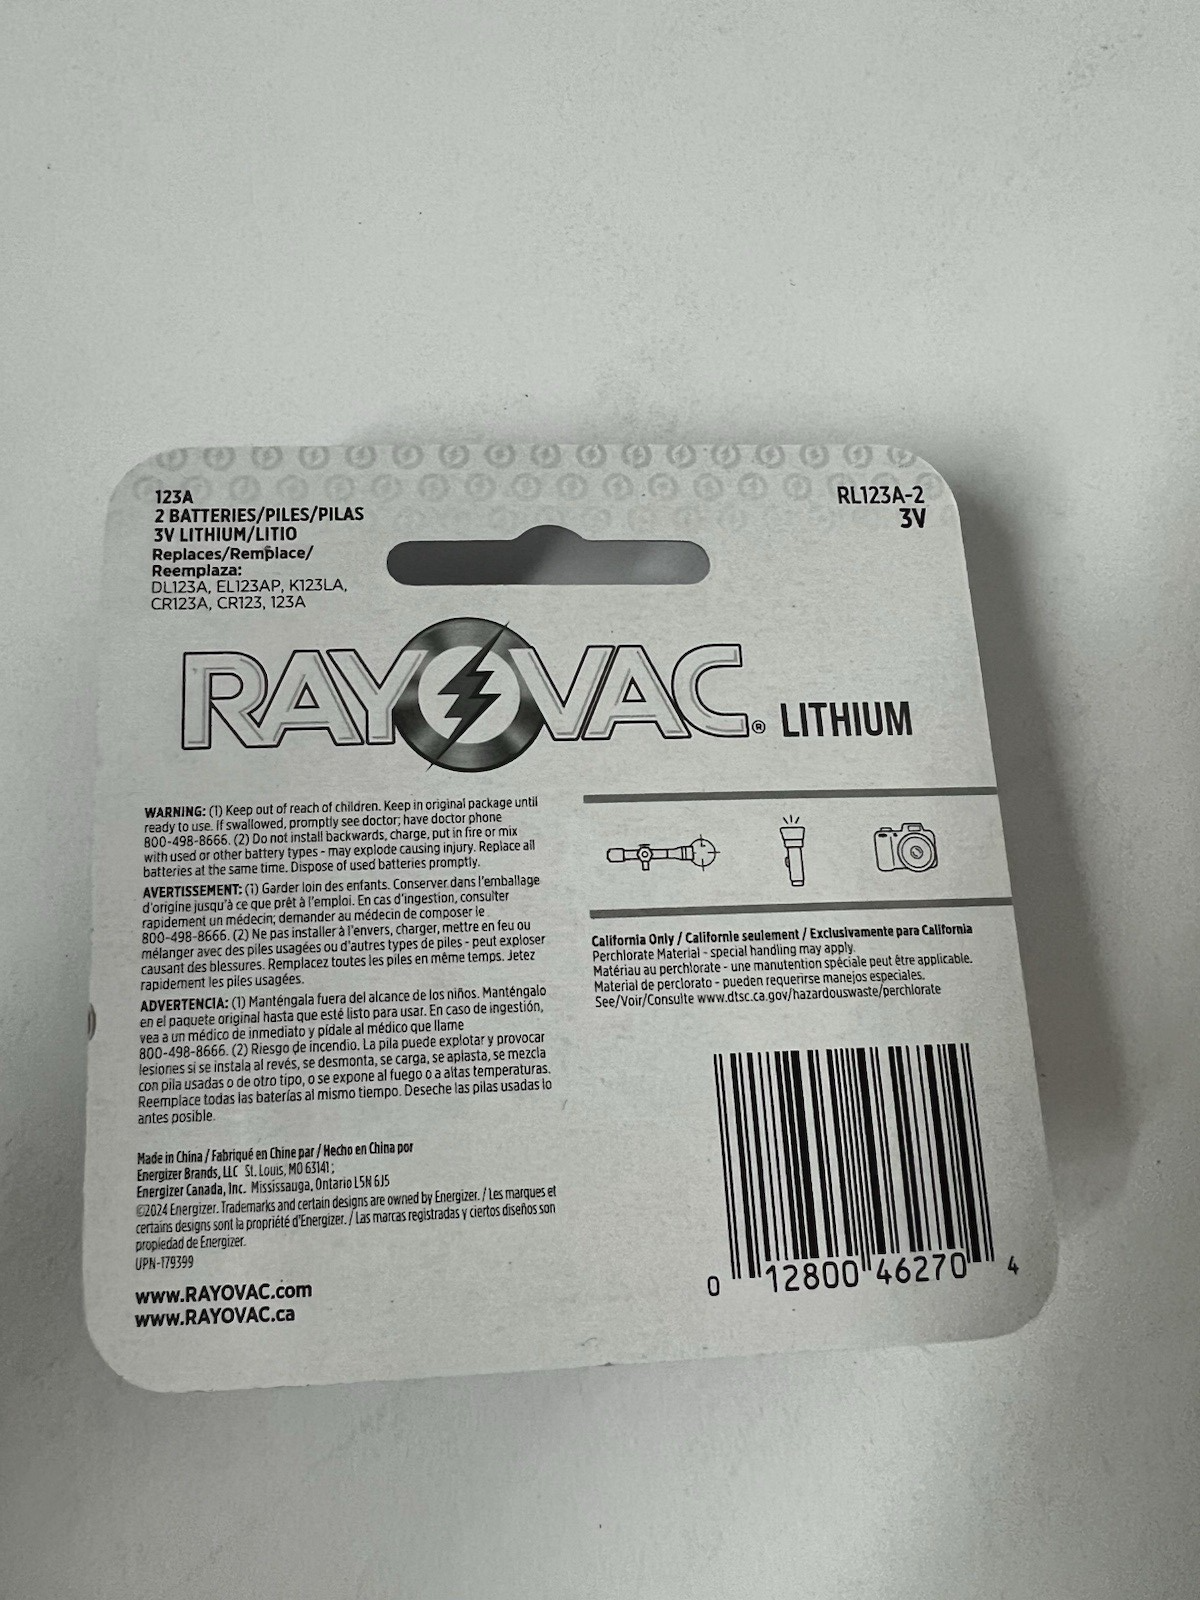 123A
2 BATTERIES/PILES/PILAS
3V LITHIUM/LITIO
Replaces/Remplace/
Reemplaza:
DL123A, EL123AP, K123LA,
CR123A, CR123, 123A
RL123A-2
3V
RAYOVAC® LITHIUM
WARNING: (1) Keep out of reach of children. Keep in original package until
ready to use. If swallowed, promptly see doctor; have doctor phone
800-498-8666. (2) Do not install backwards, charge, put in fire or mix
with used or other battery types - may explode causing injury. Replace all
batteries at the same time. Dispose of used batteries promptly.
AVERTISSEMENT: (1) Garder loin des enfants. Conserver dans l'emballage
d'origine jusqu'à ce que prêt à l'emploi. En cas d'ingestion, consulter
rapidement un médecin; demander au médecin de composer le
800-498-8666. (2) Ne pas installer à l'envers, charger, mettre en feu ou
mélanger avec des piles usagées ou d'autres types de piles - peut exploser
causant des blessures. Remplacez toutes les piles en même temps. Jetez
rapidement les piles usagées.
ADVERTENCIA: (1) Manténgala fuera del alcance de los niños. Manténgalo
en el paquete original hasta que esté listo para usar. En caso de ingestión,
vea a un médico de inmediato y pídale al médico que llame
800-498-8666. (2) Riesgo de incendio. La pila puede explotar y provocar
lesiones si se instala al revés, se desmonta, se carga, se aplasta, se mezcla
con pila usadas o de otro tipo, o se expone al fuego o a altas temperaturas.
Reemplace todas las baterías al mismo tiempo. Deseche las pilas usadas lo
antes posible.
Made in China / Fabriqué en Chine par / Hecho en China por
Energizer Brands, LLC St. Louis, MO 63141;
Energizer Canada, Inc. Mississauga, Ontario L5N 6J5
©2024 Energizer. Trademarks and certain designs are owned by Energizer. / Les marques et
certains designs sont la propriété d'Energizer. / Las marcas registradas y ciertos diseños son
propiedad de Energizer.
UPN-179399
www.RAYOVAC.com
www.RAYOVAC.ca
California Only / Californie seulement / Exclusivamente para California
Perchlorate Material - special handling may apply.
Matériau au perchlorate - une manutention spéciale peut être applicable.
Material de perclorato - pueden requerirse manejos especiales.
See/Voir/Consulte www.dtsc.ca.gov/hazardouswaste/perchlorate
0 12800 46270 4